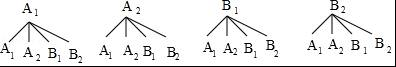 A₁ A₂ B₁ B₂
A₁ A₂ B₁ B₂ A₁ A₂ B₁ B₂ A₁ A₂ B₁ B₂ A₁ A₂ B₁ B₂